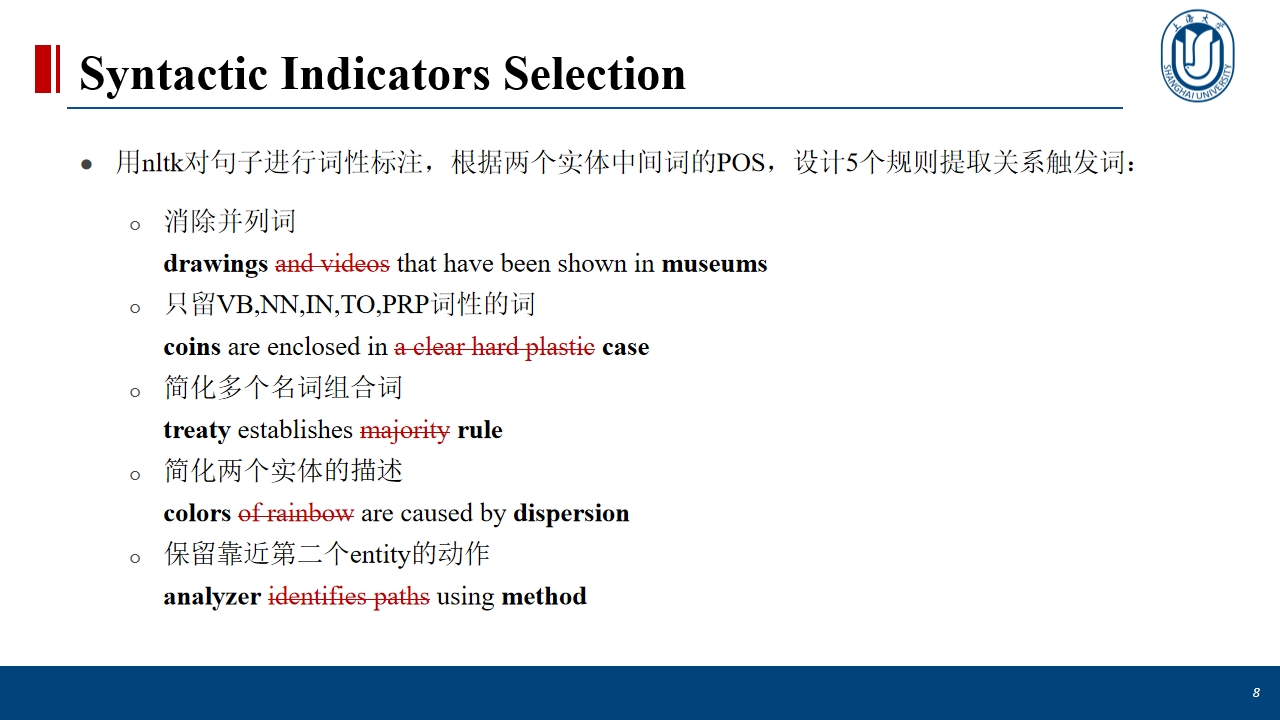 Syntactic Indicators Selection
上海大学
SHANGHAI UNIVERSITY
● 用nltk对句子进行词性标注，根据两个实体中间词的POS，设计5个规则提取关系触发词：
○ 消除并列词
drawings and videos that have been shown in museums
○ 只留VB,NN,IN,TO,PRP词性的词
coins are enclosed in a clear hard plastic case
○ 简化多个名词组合词
treaty establishes majority rule
○ 简化两个实体的描述
colors of rainbow are caused by dispersion
○ 保留靠近第二个entity的动作
analyzer identifies paths using method
8